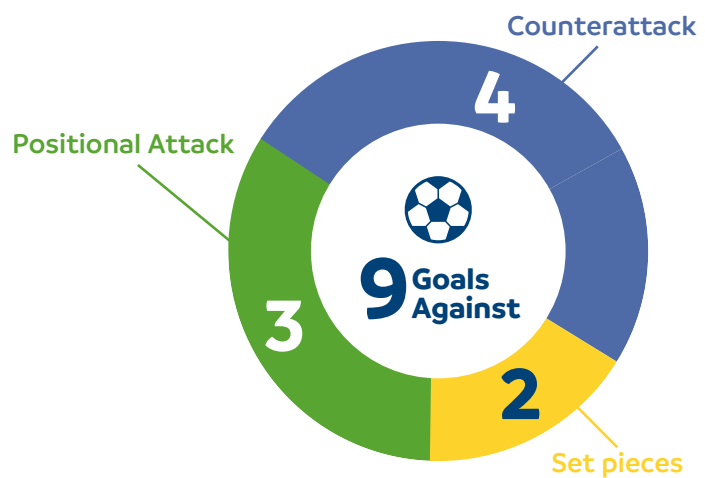 Counterattack
4
Positional Attack
9 Goals
Against
3
2
Set pieces